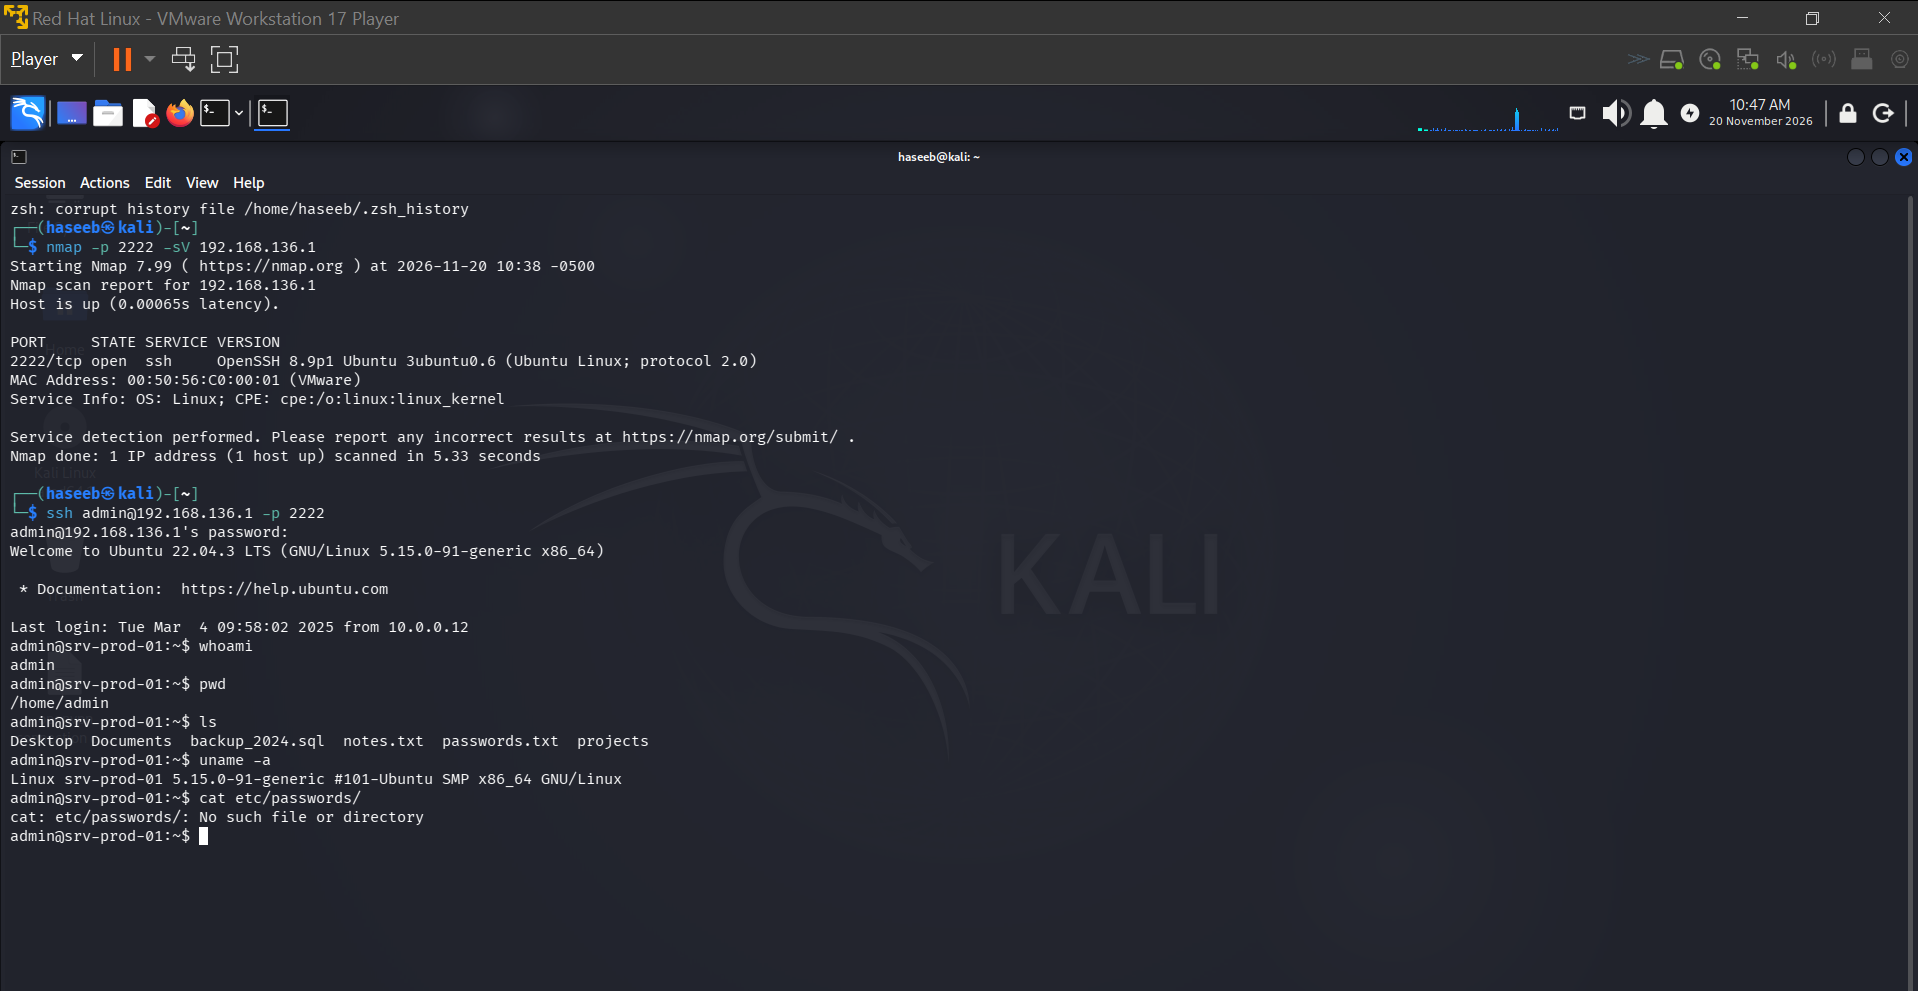 Red Hat Linux - VMware Workstation 17 Player
Player
10:47 AM
20 November 2026
haseeb@kali: ~
Session Actions Edit View Help
zsh: corrupt history file /home/haseeb/.zsh_history
┌──(haseeb㉿kali)-[~]
└─$ nmap -p 2222 -sV 192.168.136.1
Starting Nmap 7.99 ( https://nmap.org ) at 2026-11-20 10:38 -0500
Nmap scan report for 192.168.136.1
Host is up (0.00065s latency).
PORT     STATE SERVICE VERSION
2222/tcp open  ssh     OpenSSH 8.9p1 Ubuntu 3ubuntu0.6 (Ubuntu Linux; protocol 2.0)
MAC Address: 00:50:56:C0:00:01 (VMware)
Service Info: OS: Linux; CPE: cpe:/o:linux:linux_kernel
Service detection performed. Please report any incorrect results at https://nmap.org/submit/ .
Nmap done: 1 IP address (1 host up) scanned in 5.33 seconds
┌──(haseeb㉿kali)-[~]
└─$ ssh admin@192.168.136.1 -p 2222
admin@192.168.136.1's password:
Welcome to Ubuntu 22.04.3 LTS (GNU/Linux 5.15.0-91-generic x86_64)
 * Documentation:  https://help.ubuntu.com
Last login: Tue Mar  4 09:58:02 2025 from 10.0.0.12
admin@srv-prod-01:~$ whoami
admin
admin@srv-prod-01:~$ pwd
/home/admin
admin@srv-prod-01:~$ ls
Desktop  Documents  backup_2024.sql  notes.txt  passwords.txt  projects
admin@srv-prod-01:~$ uname -a
Linux srv-prod-01 5.15.0-91-generic #101-Ubuntu SMP x86_64 GNU/Linux
admin@srv-prod-01:~$ cat etc/passwords/
cat: etc/passwords/: No such file or directory
admin@srv-prod-01:~$
KALI
Home
Kali Linux